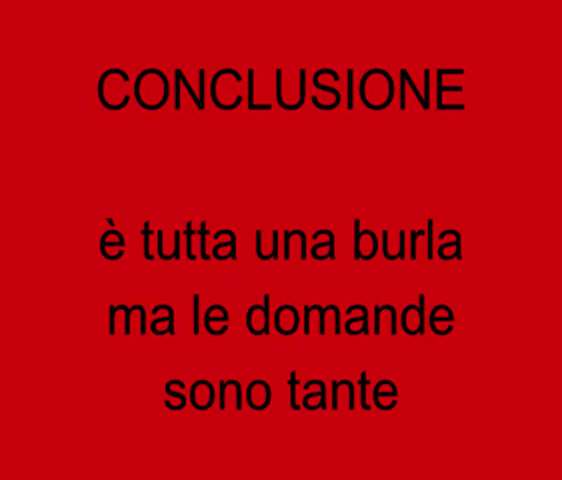 CONCLUSIONE
è tutta una burla
ma le domande
sono tante